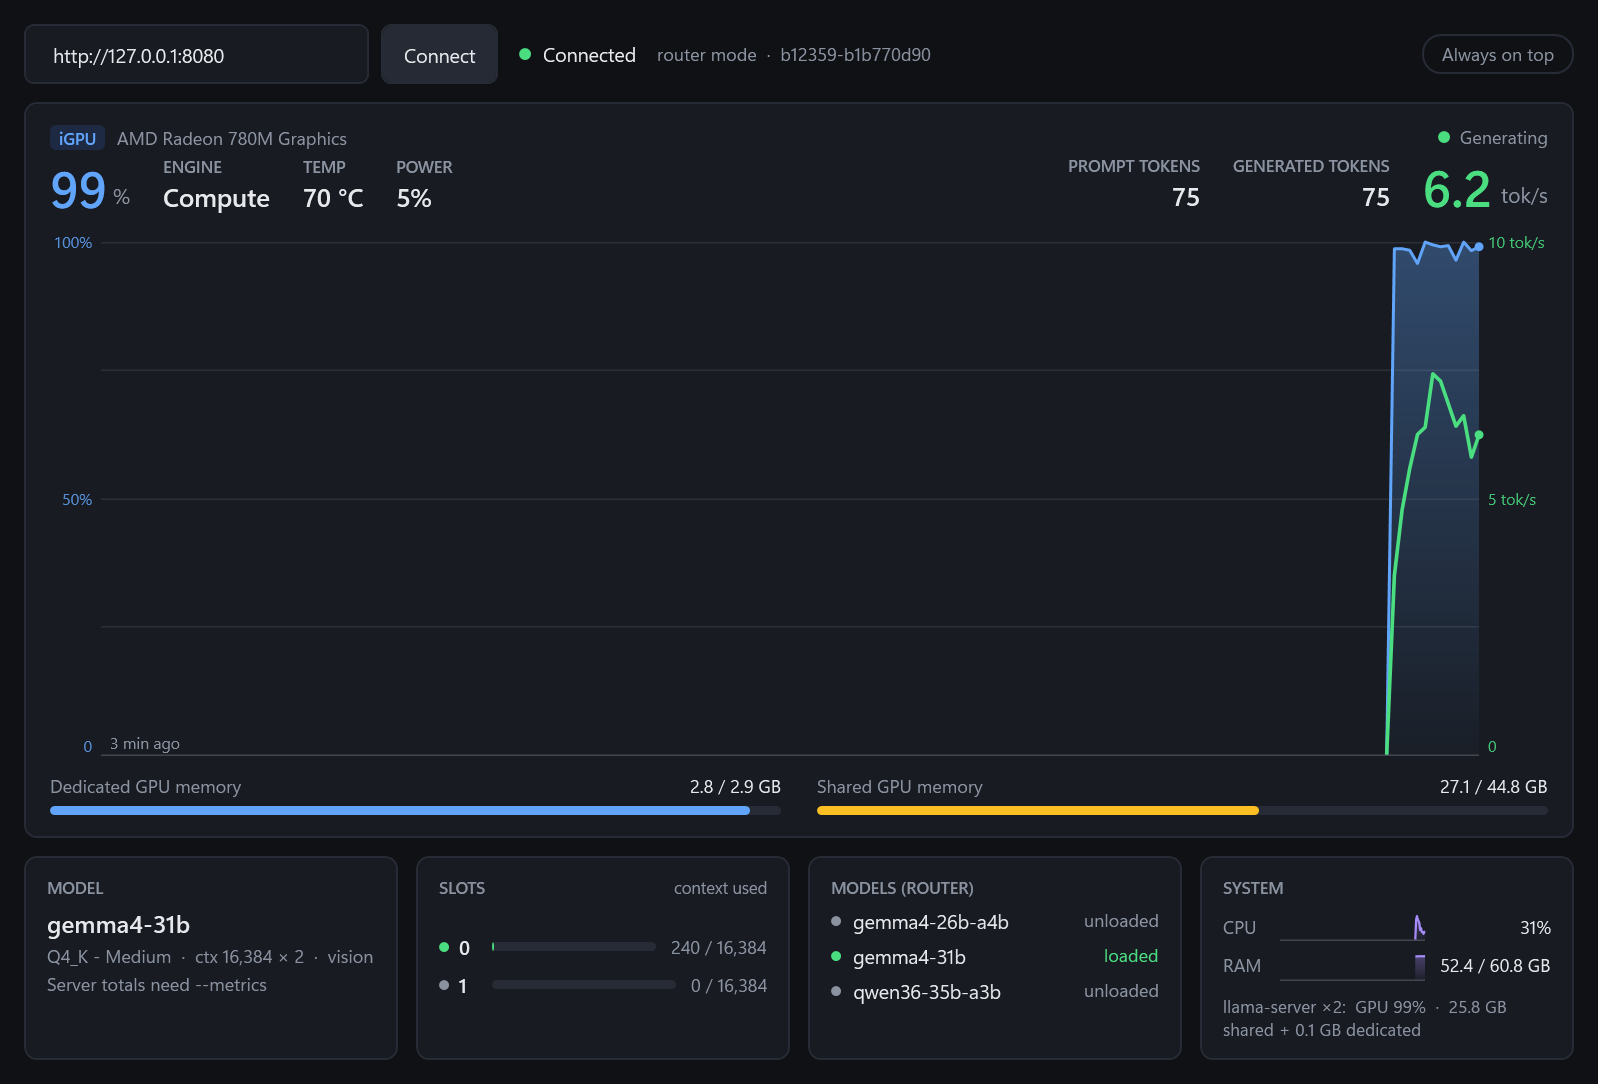 http://127.0.0.1:8080
Connect
Connected
router mode · b12359-b1b770d90
Always on top
iGPU AMD Radeon 780M Graphics
Generating
99 %
ENGINE
Compute
TEMP
70 °C
POWER
5%
PROMPT TOKENS
75
GENERATED TOKENS
75
6.2 tok/s
100%
10 tok/s
50%
5 tok/s
0
3 min ago
0
Dedicated GPU memory
2.8 / 2.9 GB
Shared GPU memory
27.1 / 44.8 GB
MODEL
gemma4-31b
Q4_K - Medium · ctx 16,384 × 2 · vision
Server totals need --metrics
SLOTS
context used
0
240 / 16,384
1
0 / 16,384
MODELS (ROUTER)
gemma4-26b-a4b
unloaded
gemma4-31b
loaded
qwen36-35b-a3b
unloaded
SYSTEM
CPU
31%
RAM
52.4 / 60.8 GB
llama-server ×2: GPU 99% · 25.8 GB
shared + 0.1 GB dedicated